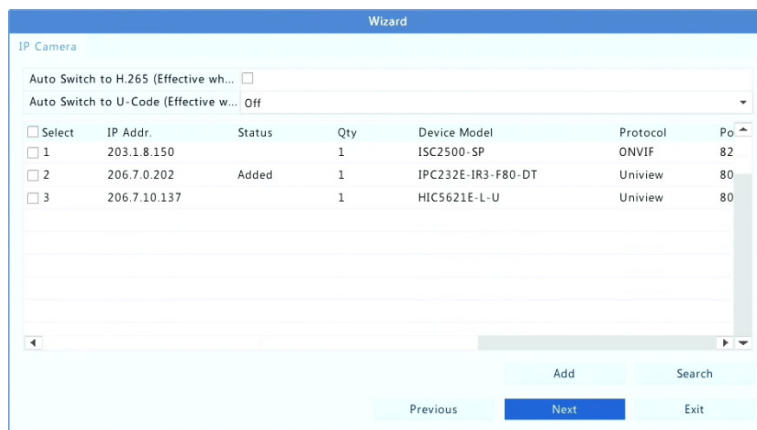 Wizard
IP Camera
Auto Switch to H.265 (Effective wh...
Auto Switch to U-Code (Effective w... Off
Select IP Addr. Status Qty Device Model Protocol Po
1 203.1.8.150 1 ISC2500-SP ONVIF 82
2 206.7.0.202 Added 1 IPC232E-IR3-F80-DT Uniview 80
3 206.7.10.137 1 HIC5621E-L-U Uniview 80
Add Search
Previous Next Exit